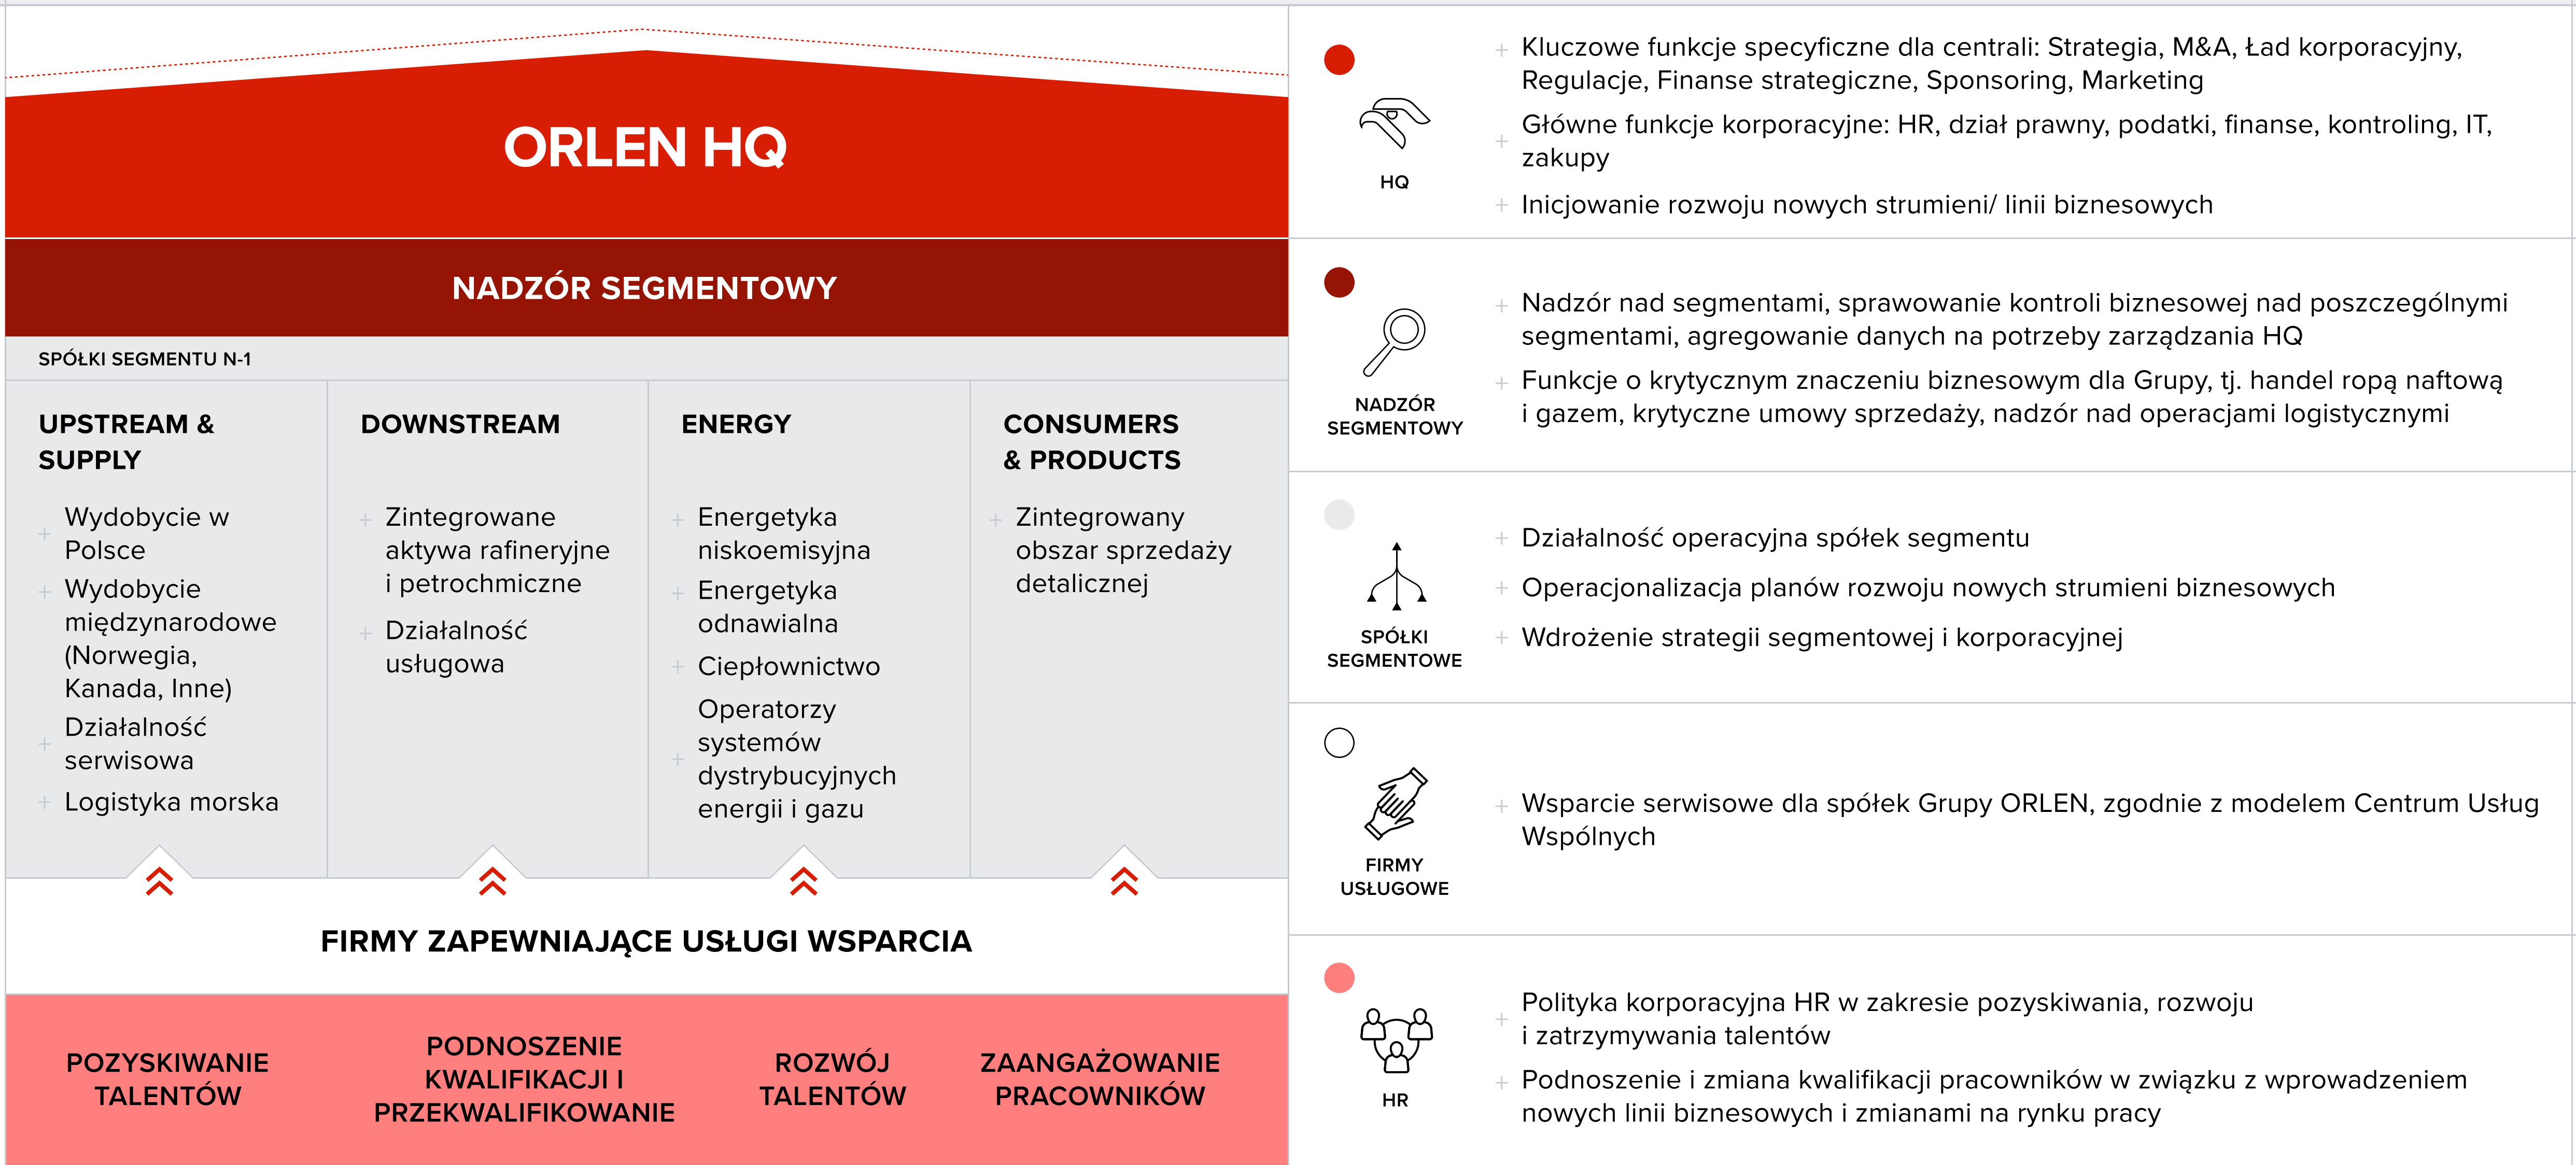 ORLEN HQ
NADZÓR SEGMENTOWY
SPÓŁKI SEGMENTU N-1
UPSTREAM &
SUPPLY
+ Wydobycie w
Polsce
+ Wydobycie
międzynarodowe
(Norwegia,
Kanada, Inne)
+ Działalność
serwisowa
+ Logistyka morska
DOWNSTREAM
+ Zintegrowane
aktywa rafineryjne
i petrochmiczne
+ Działalność
usługowa
ENERGY
+ Energetyka
niskoemisyjna
+ Energetyka
odnawialna
+ Ciepłownictwo
+ Operatorzy
systemów
dystrybucyjnych
energii i gazu
CONSUMERS
& PRODUCTS
+ Zintegrowany
obszar sprzedaży
detalicznej
FIRMY ZAPEWNIAJĄCE USŁUGI WSPARCIA
POZYSKIWANIE
TALENTÓW
PODNOSZENIE
KWALIFIKACJI I
PRZEKWALIFIKOWANIE
ROZWÓJ
TALENTÓW
ZAANGAŻOWANIE
PRACOWNIKÓW
HQ
+ Kluczowe funkcje specyficzne dla centrali: Strategia, M&A, Ład korporacyjny,
Regulacje, Finanse strategiczne, Sponsoring, Marketing
+ Główne funkcje korporacyjne: HR, dział prawny, podatki, finanse, kontroling, IT,
zakupy
+ Inicjowanie rozwoju nowych strumieni/ linii biznesowych
NADZÓR
SEGMENTOWY
+ Nadzór nad segmentami, sprawowanie kontroli biznesowej nad poszczególnymi
segmentami, agregowanie danych na potrzeby zarządzania HQ
+ Funkcje o krytycznym znaczeniu biznesowym dla Grupy, tj. handel ropą naftową
i gazem, krytyczne umowy sprzedaży, nadzór nad operacjami logistycznymi
SPÓŁKI
SEGMENTOWE
+ Działalność operacyjna spółek segmentu
+ Operacjonalizacja planów rozwoju nowych strumieni biznesowych
+ Wdrożenie strategii segmentowej i korporacyjnej
FIRMY
USŁUGOWE
+ Wsparcie serwisowe dla spółek Grupy ORLEN, zgodnie z modelem Centrum Usług
Wspólnych
HR
+ Polityka korporacyjna HR w zakresie pozyskiwania, rozwoju
i zatrzymywania talentów
+ Podnoszenie i zmiana kwalifikacji pracowników w związku z wprowadzeniem
nowych linii biznesowych i zmianami na rynku pracy